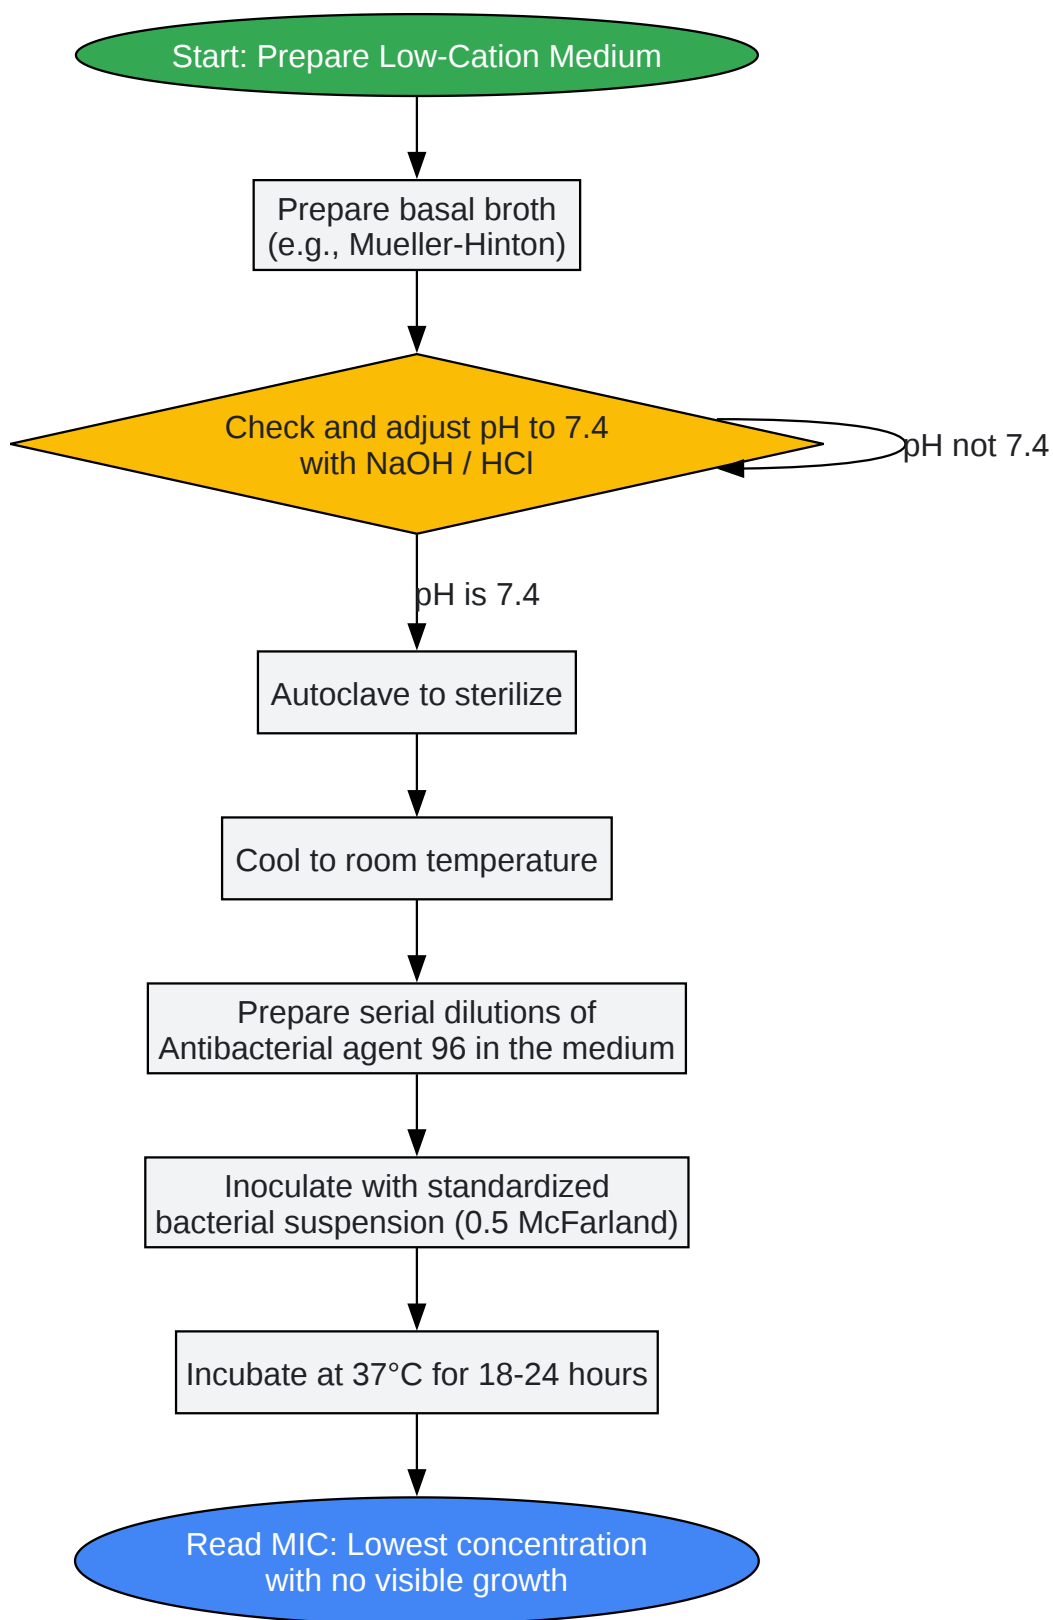 Start: Prepare Low-Cation Medium
Prepare basal broth
(e.g., Mueller-Hinton)
Check and adjust pH to 7.4
with NaOH / HCl
pH not 7.4
pH is 7.4
Autoclave to sterilize
Cool to room temperature
Prepare serial dilutions of
Antibacterial agent 96 in the medium
Inoculate with standardized
bacterial suspension (0.5 McFarland)
Incubate at 37°C for 18-24 hours
Read MIC: Lowest concentration
with no visible growth